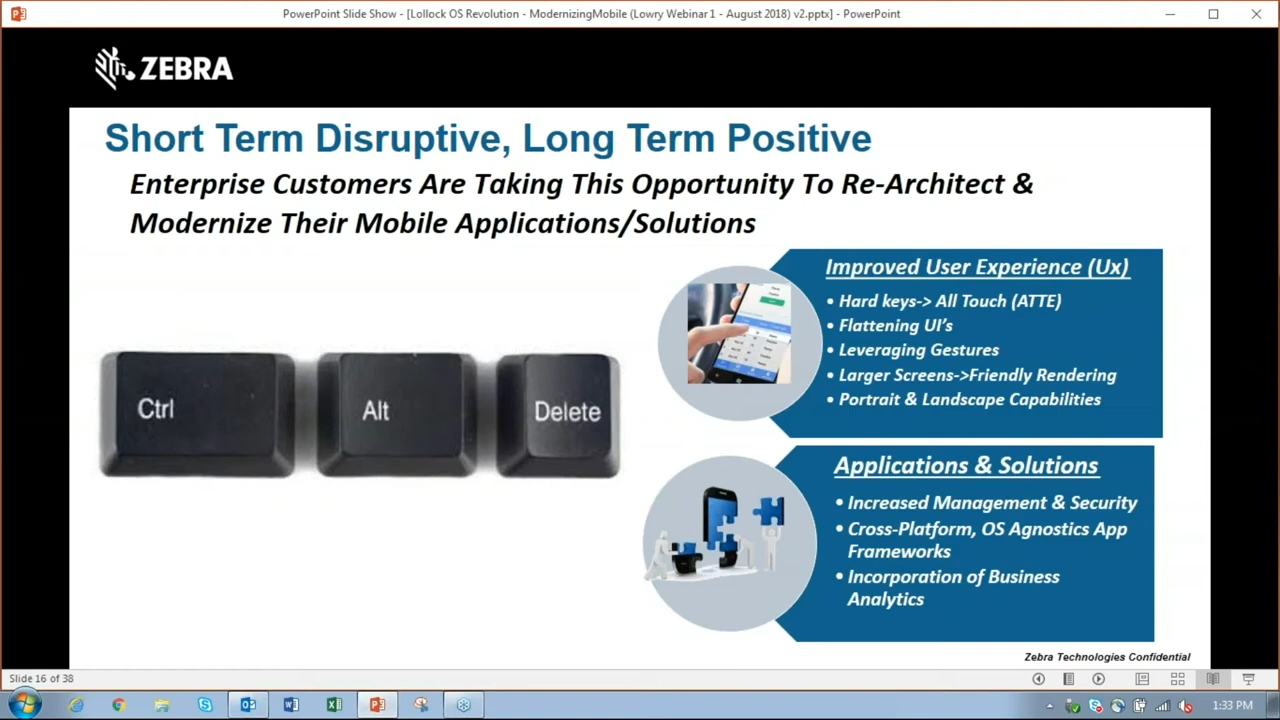 PowerPoint Slide Show - [Lollock OS Revolution - ModernizingMobile (Lowry Webinar 1 - August 2018) v2.pptx] - PowerPoint
ZEBRA
Short Term Disruptive, Long Term Positive
Enterprise Customers Are Taking This Opportunity To Re-Architect &
Modernize Their Mobile Applications/Solutions
Ctrl
Alt
Delete
Improved User Experience (Ux)
• Hard keys-> All Touch (ATTE)
• Flattening UI's
• Leveraging Gestures
• Larger Screens->Friendly Rendering
• Portrait & Landscape Capabilities
Applications & Solutions
• Increased Management & Security
• Cross-Platform, OS Agnostics App
Frameworks
• Incorporation of Business
Analytics
Zebra Technologies Confidential
Slide 16 of 38
1:33 PM